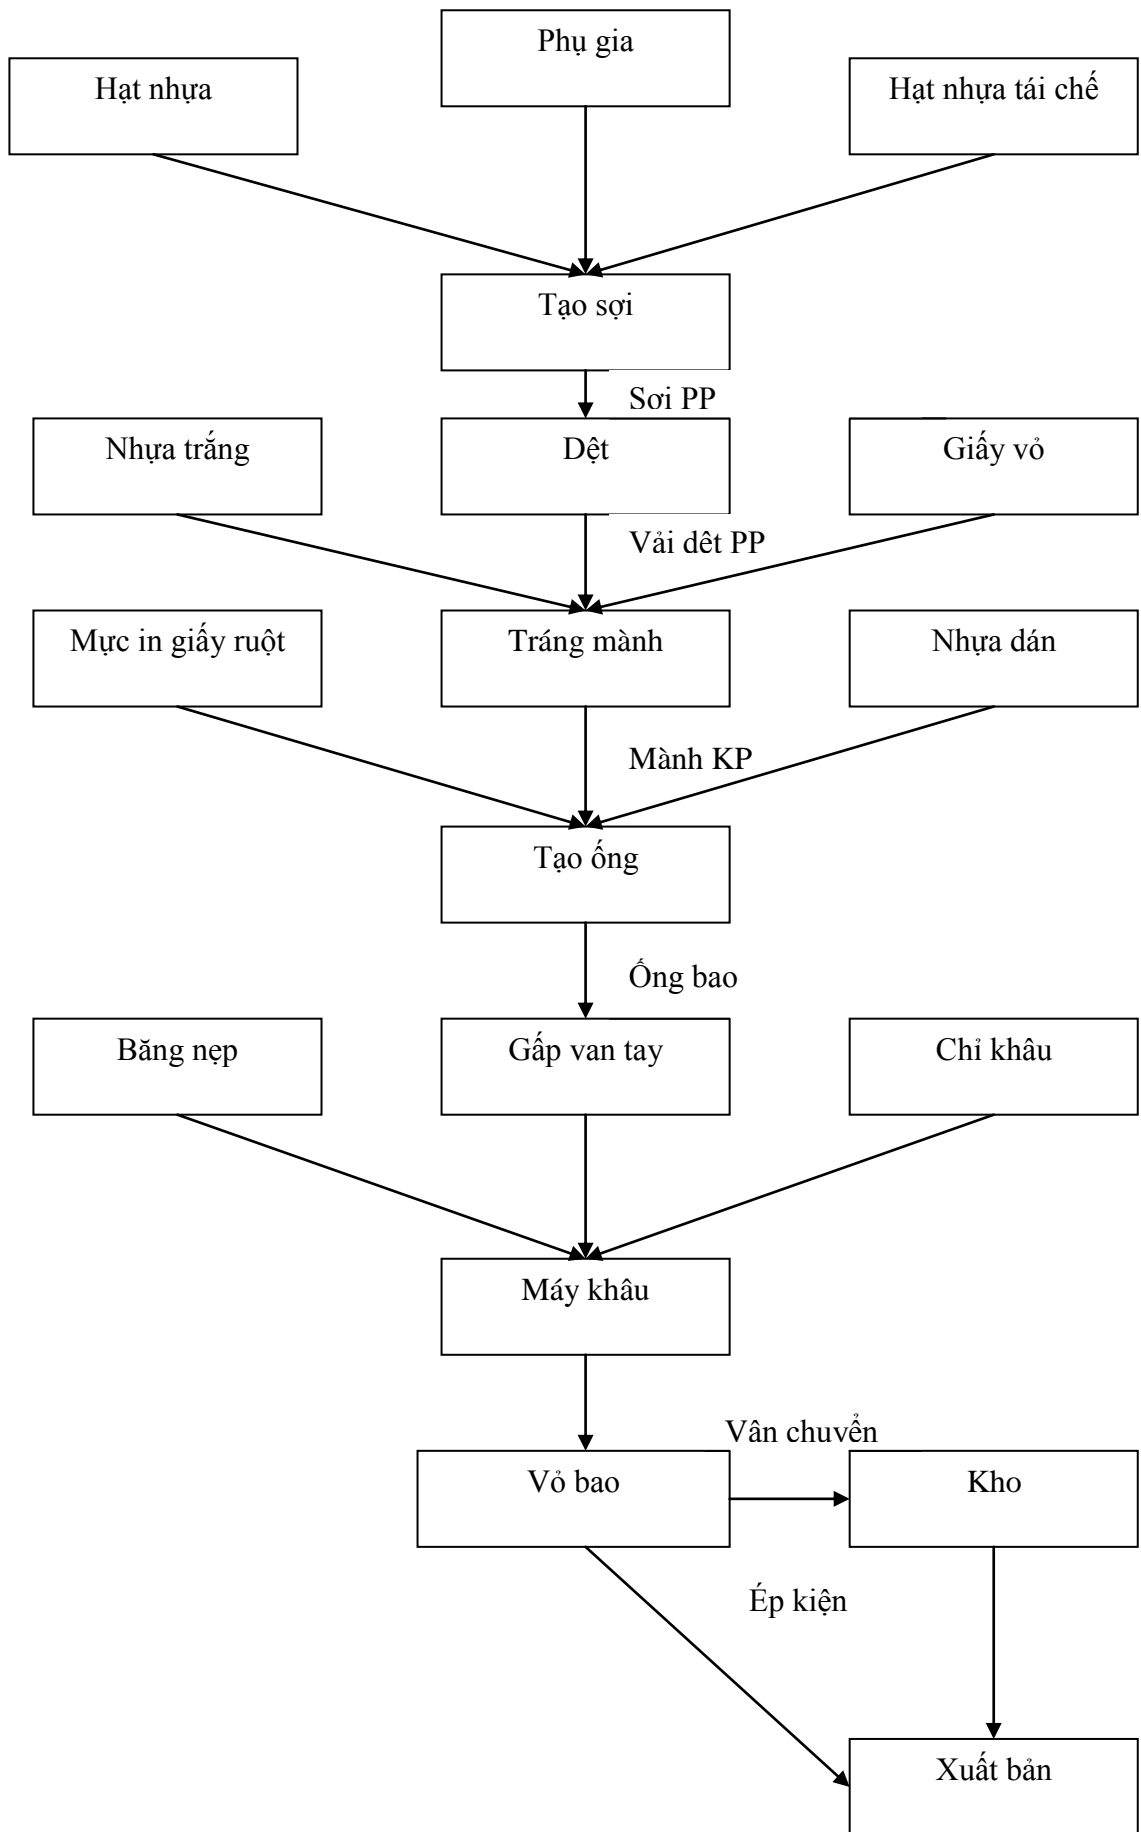 Phụ gia
Hạt nhựa
Hạt nhựa tái chế
Tạo sợi
Sơi PP
Nhựa trắng
Dệt
Giấy vỏ
Vải dêt PP
Mực in giấy ruột
Tráng mành
Nhựa dán
Mành KP
Tạo ống
Ống bao
Băng nẹp
Gấp van tay
Chỉ khâu
Máy khâu
Vân chuyển
Vỏ bao
Kho
Ép kiện
Xuất bản